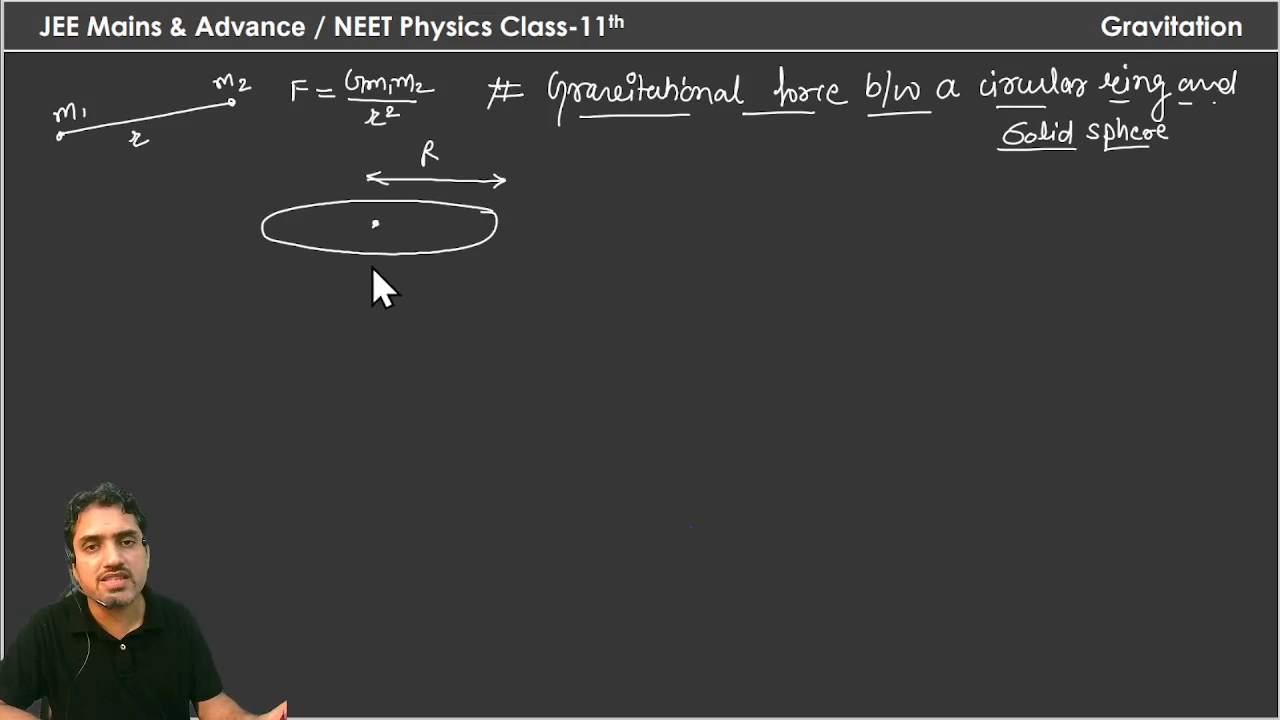 JEE Mains & Advance / NEET Physics Class-11th
Gravitation
m1 m2 r
F = Gm1m2 / r²
# Gravitational force b/w a circular ring and
Solid sphere
R